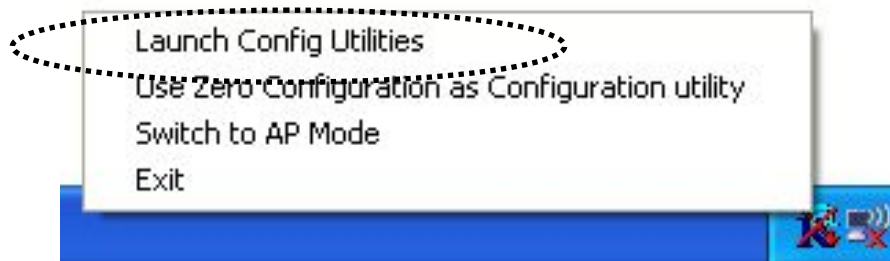 Launch Config Utilities
Use Zero Configuration as Configuration utility
Switch to AP Mode
Exit